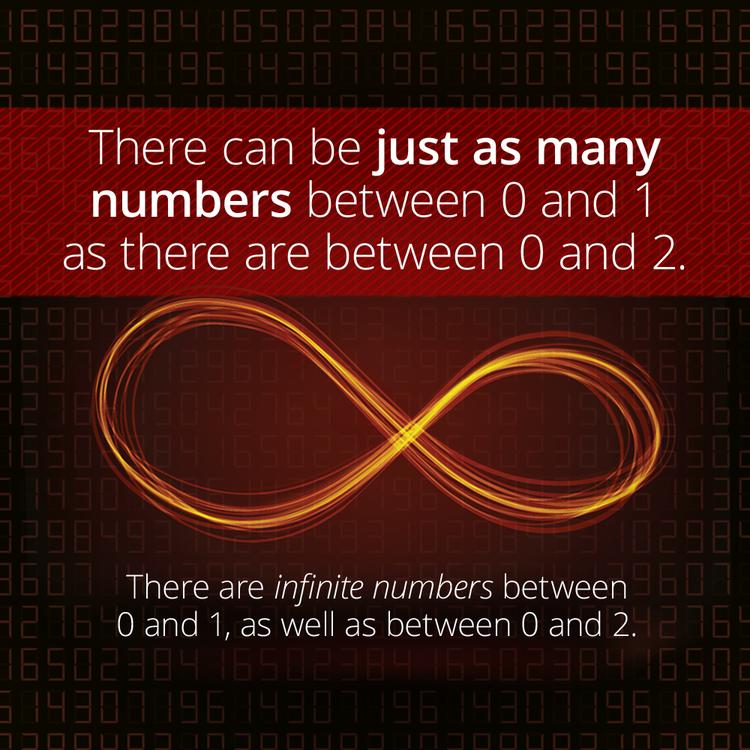 There can be just as many
numbers between 0 and 1
as there are between 0 and 2.
There are infinite numbers between
0 and 1, as well as between 0 and 2.